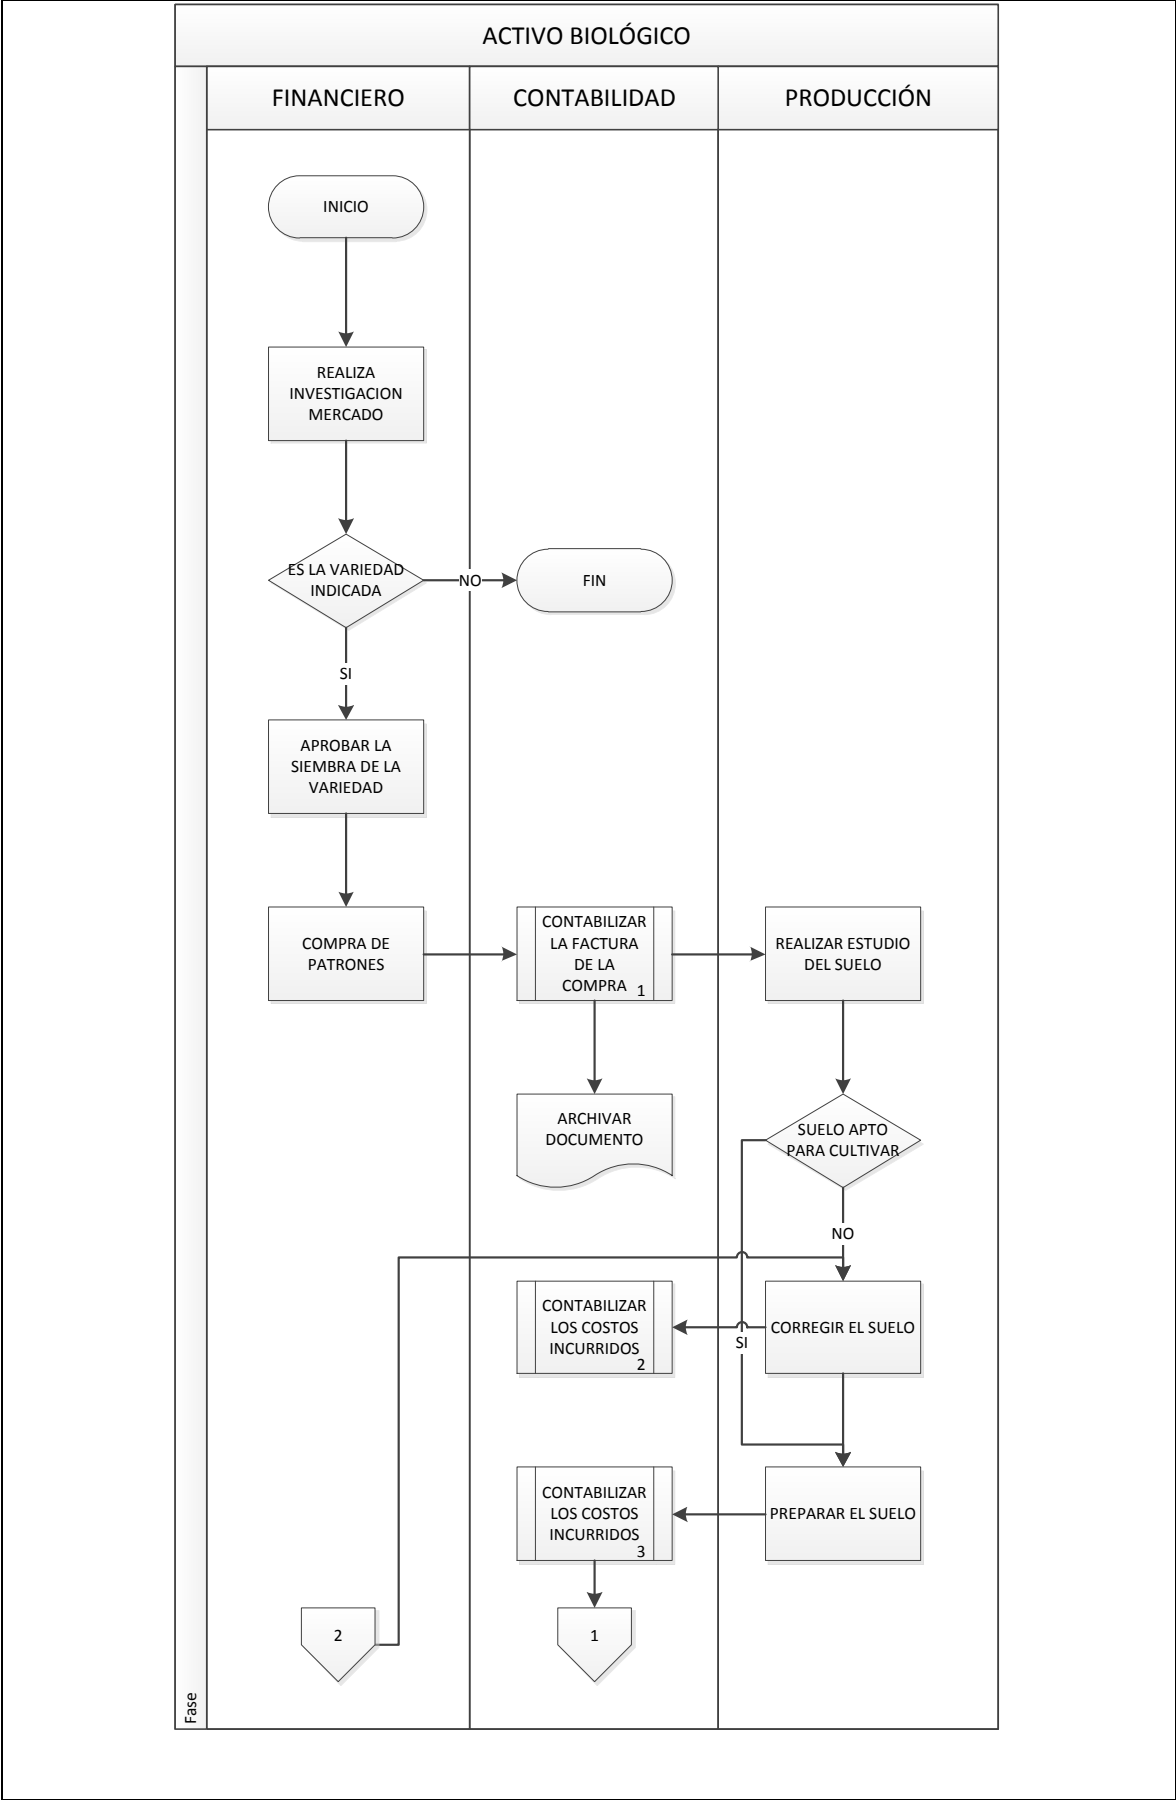 ACTIVO BIOLÓGICO
FINANCIERO
CONTABILIDAD
PRODUCCIÓN
INICIO
REALIZA
INVESTIGACION
MERCADO
ES LA VARIEDAD
INDICADA
NO
FIN
SI
APROBAR LA
SIEMBRA DE LA
VARIEDAD
COMPRA DE
PATRONES
CONTABILIZAR
LA FACTURA
DE LA
COMPRA
1
REALIZAR ESTUDIO
DEL SUELO
ARCHIVAR
DOCUMENTO
SUELO APTO
PARA CULTIVAR
NO
CONTABILIZAR
LOS COSTOS
INCURRIDOS
2
SI
CORREGIR EL SUELO
CONTABILIZAR
LOS COSTOS
INCURRIDOS
3
PREPARAR EL SUELO
2
1
Fase